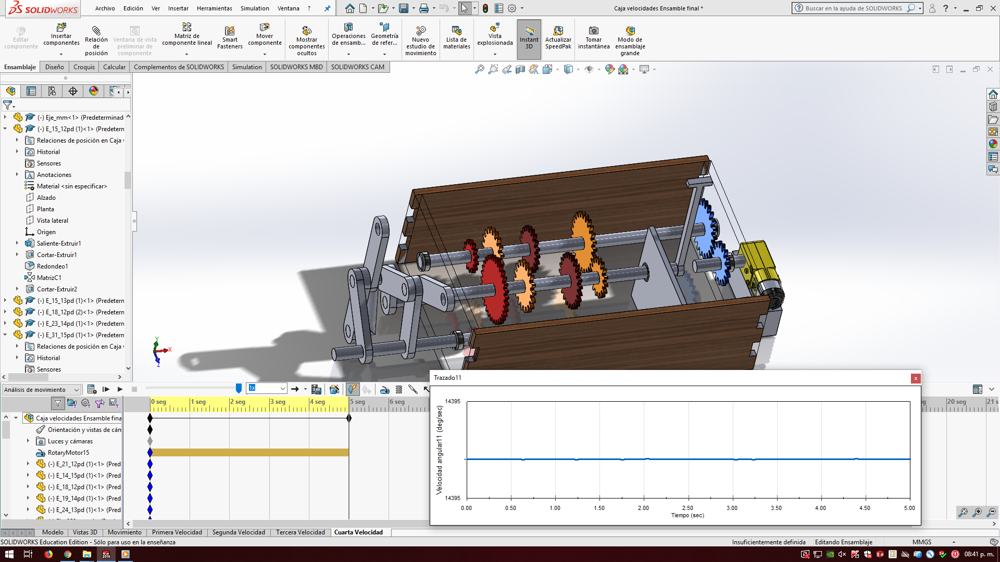 SOLIDWORKS
Archivo Edición Ver Insertar Herramientas Simulation Ventana ?
Caja velocidades Ensamble final *
Buscar en la ayuda de SOLIDWORKS
Editar componente
Insertar componentes
Relación de posición
Ventana de vista preliminar de componente
Matriz de componente lineal
Smart Fasteners
Mover componente
Mostrar componentes ocultos
Operaciones de ensamb...
Geometría de refer...
Nuevo estudio de movimiento
Lista de materiales
Vista explosionada
Instant 3D
Actualizar SpeedPak
Tomar instantánea
Modo de ensamblaje grande
Ensamblaje Diseño Croquis Calcular Complementos de SOLIDWORKS Simulation SOLIDWORKS MBD SOLIDWORKS CAM
(-) Eje_mm<1> (Predeterminad
(-) E_15_12pd (1)<1> (Predetern
Relaciones de posición en Caja v
Historial
Sensores
Anotaciones
Material <sin especificar>
Alzado
Planta
Vista lateral
Origen
Saliente-Extruir1
Cortar-Extruir1
Redondeo1
MatrizC1
Cortar-Extruir2
(-) E_15_13pd (1)<1> (Predetern
(-) E_18_12pd (2)<1> (Predetern
(-) E_23_14pd (1)<1> (Predetern
(-) E_31_15pd (1)<1> (Predetern
Relaciones de posición en Caja v
Historial
Sensores
Y
X
Z
Análisis de movimiento
1x
0 seg 1 seg 2 seg 3 seg 4 seg 5 seg 6 seg
20 seg 21 s
Caja velocidades Ensamble fina
Orientación y vistas de cám
Luces y cámaras
RotaryMotor15
(-) E_21_12pd (1)<1> (Pred
(-) E_14_15pd (1)<1> (Pred
(-) E_18_12pd (1)<1> (Pred
(-) E_19_14pd (1)<1> (Pred
(-) E_24_13pd (1)<1> (Pred
Trazado11
14395
Velocidad angular11 (deg/sec)
14395
0.00 0.50 1.00 1.50 2.00 2.50 3.00 3.50 4.00 4.50 5.00
Tiempo (sec)
Modelo Vistas 3D Movimiento Primera Velocidad Segunda Velocidad Tercera Velocidad Cuarta Velocidad
SOLIDWORKS Education Edition - Sólo para uso en la enseñanza
Insuficientemente definida Editando Ensamblaje MMGS
08:41 p. m.